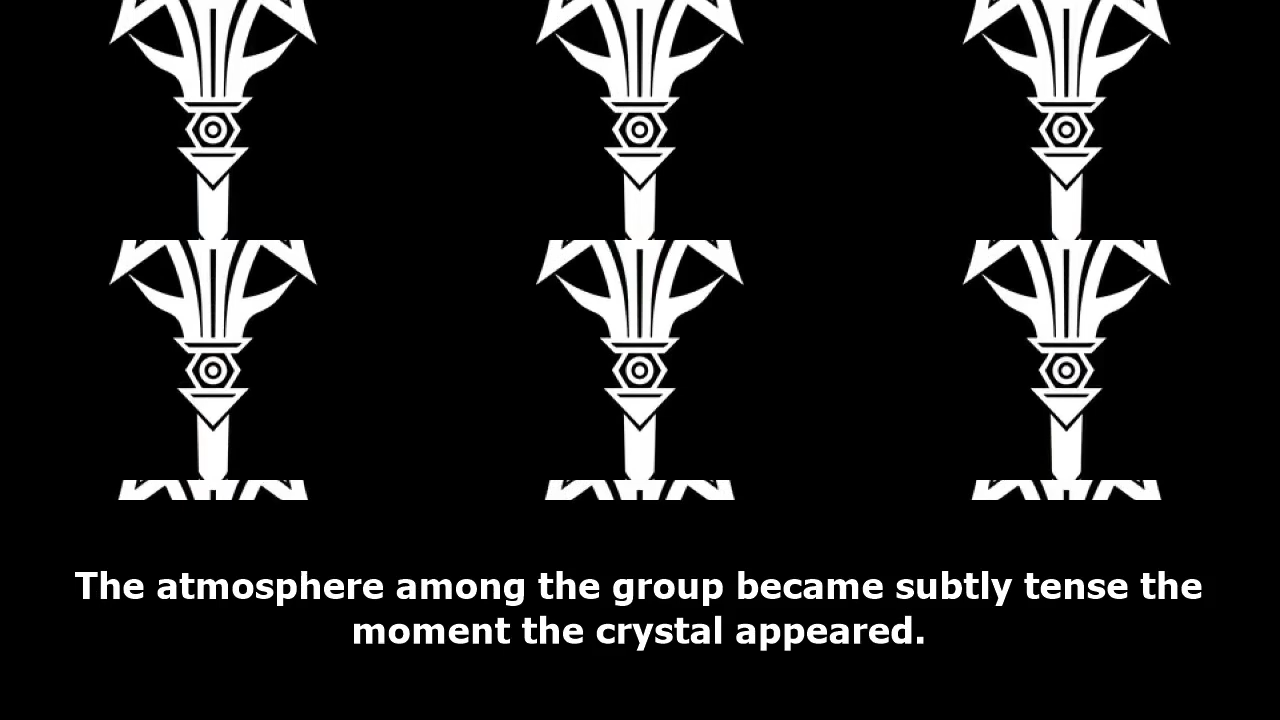 The atmosphere among the group became subtly tense the
moment the crystal appeared.